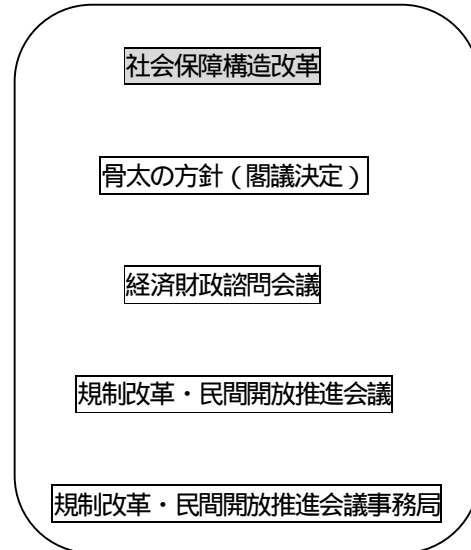 社会保障構造改革
骨太の方針（閣議決定）
経済財政諮問会議
規制改革・民間開放推進会議
規制改革・民間開放推進会議事務局